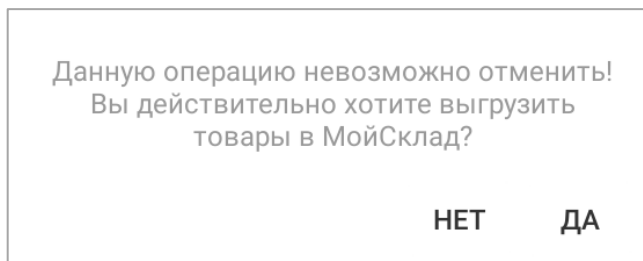 Данную операцию невозможно отменить!
Вы действительно хотите выгрузить
товары в МойСклад?
НЕТ ДА